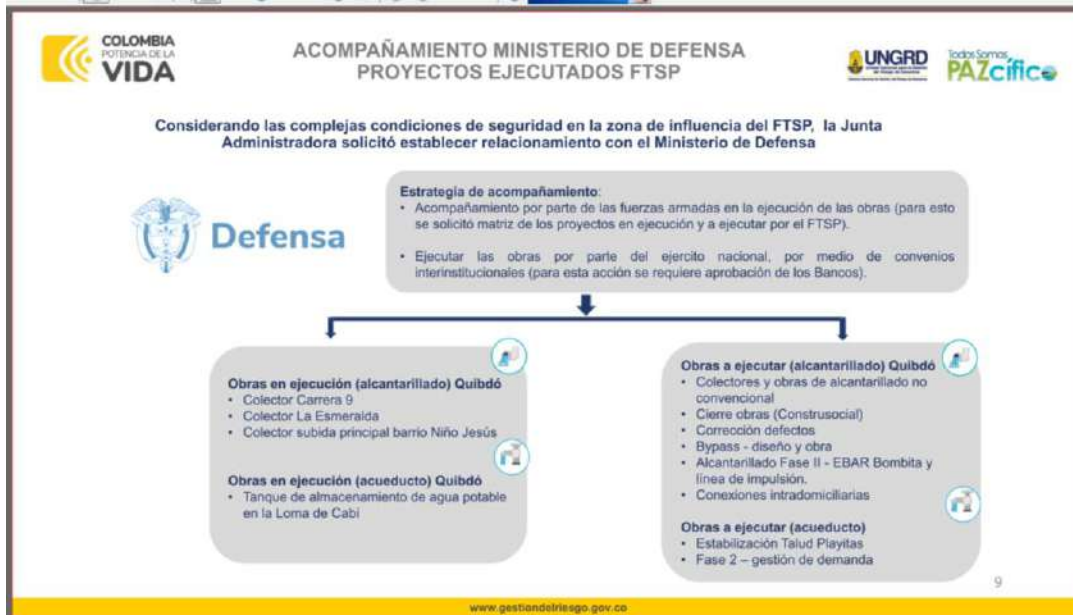 COLOMBIA
POTENCIA DE LA
VIDA
ACOMPAÑAMIENTO MINISTERIO DE DEFENSA
PROYECTOS EJECUTADOS FTSP
UNGRD
Todos Somos
PAZcífico
Considerando las complejas condiciones de seguridad en la zona de influencia del FTSP, la Junta
Administradora solicitó establecer relacionamiento con el Ministerio de Defensa
Defensa
Estrategia de acompañamiento:
• Acompañamiento por parte de las fuerzas armadas en la ejecución de las obras (para esto
se solicitó matriz de los proyectos en ejecución y a ejecutar por el FTSP).
• Ejecutar las obras por parte del ejercito nacional, por medio de convenios
interinstitucionales (para esta acción se requiere aprobación de los Bancos).
Obras en ejecución (alcantarillado) Quibdó
• Colector Carrera 9
• Colector La Esmeralda
• Colector subida principal barrio Niño Jesús
Obras en ejecución (acueducto) Quibdó
• Tanque de almacenamiento de agua potable
en la Loma de Cabí
Obras a ejecutar (alcantarillado) Quibdó
• Colectores y obras de alcantarillado no
convencional
• Cierre obras (Construsocial)
• Corrección defectos
• Bypass - diseño y obra
• Alcantarillado Fase II - EBAR Bombita y
línea de impulsión.
• Conexiones intradomiciliarias
Obras a ejecutar (acueducto)
• Estabilización Talud Playitas
• Fase 2 – gestión de demanda
9
www.gestiondelriesgo.gov.co